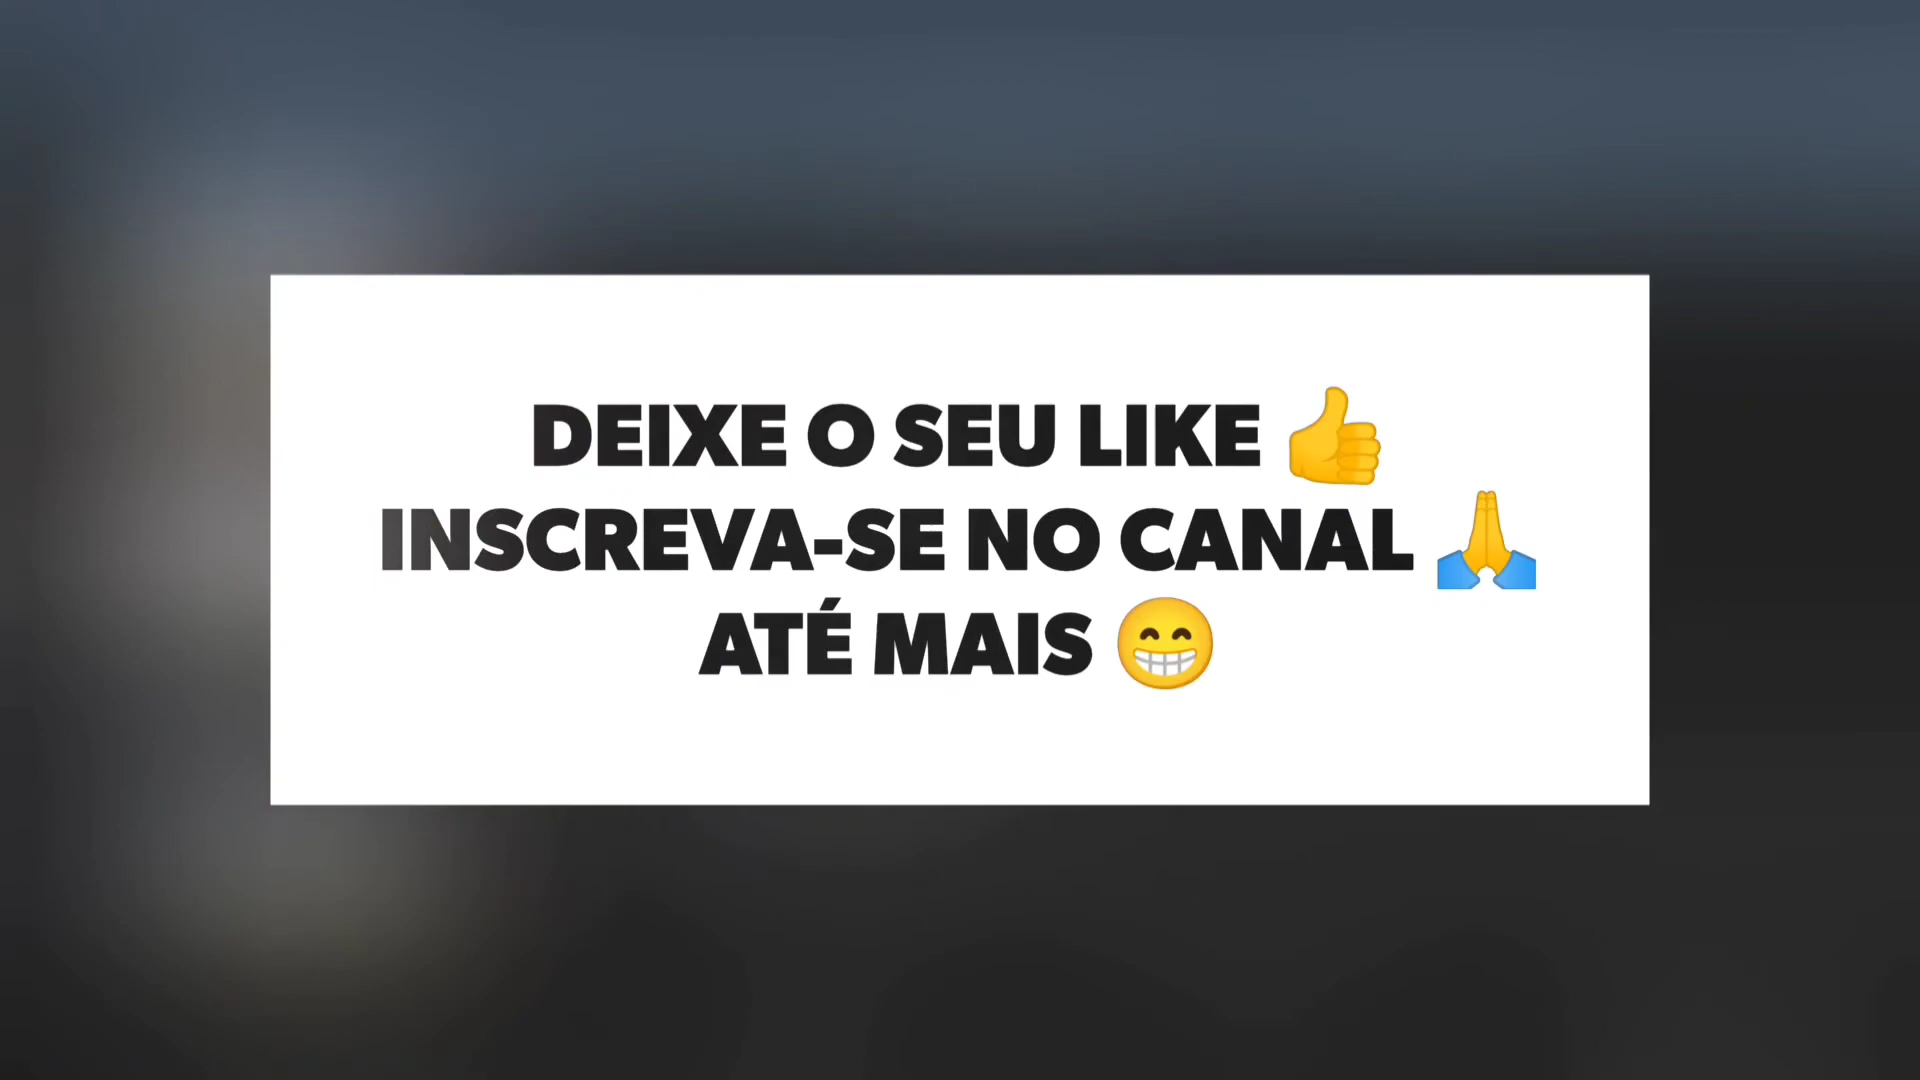 DEIXE O SEU LIKE 👍
INSCREVA-SE NO CANAL 🙏
ATÉ MAIS 😁